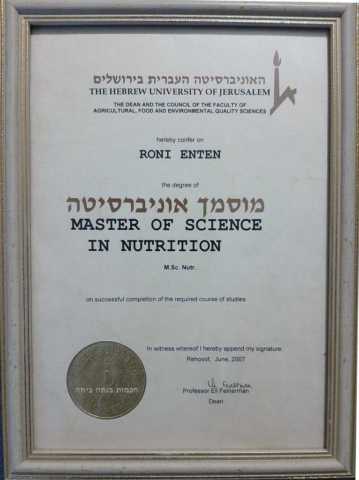 האוניברסיטה העברית בירושלים
THE HEBREW UNIVERSITY OF JERUSALEM
THE DEAN AND THE COUNCIL OF THE FACULTY OF
AGRICULTURAL, FOOD AND ENVIRONMENTAL QUALITY SCIENCES
hereby confer on
RONI ENTEN
the degree of
מוסמך אוניברסיטה
MASTER OF SCIENCE
IN NUTRITION
M.Sc. Nutr.
on successful completion of the required course of studies
In witness whereof I hereby append my signature.
Rehovot, June, 2007
חכמות בנתה ביתה
Professor Eli Feinerman
Dean